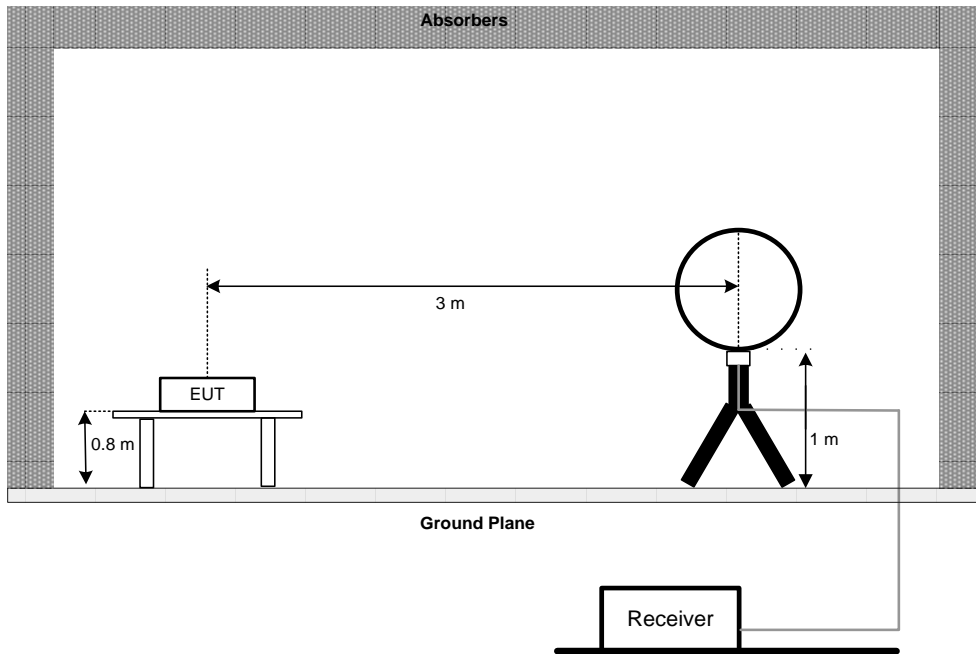 Absorbers
3 m
EUT
0.8 m
1 m
Ground Plane
Receiver